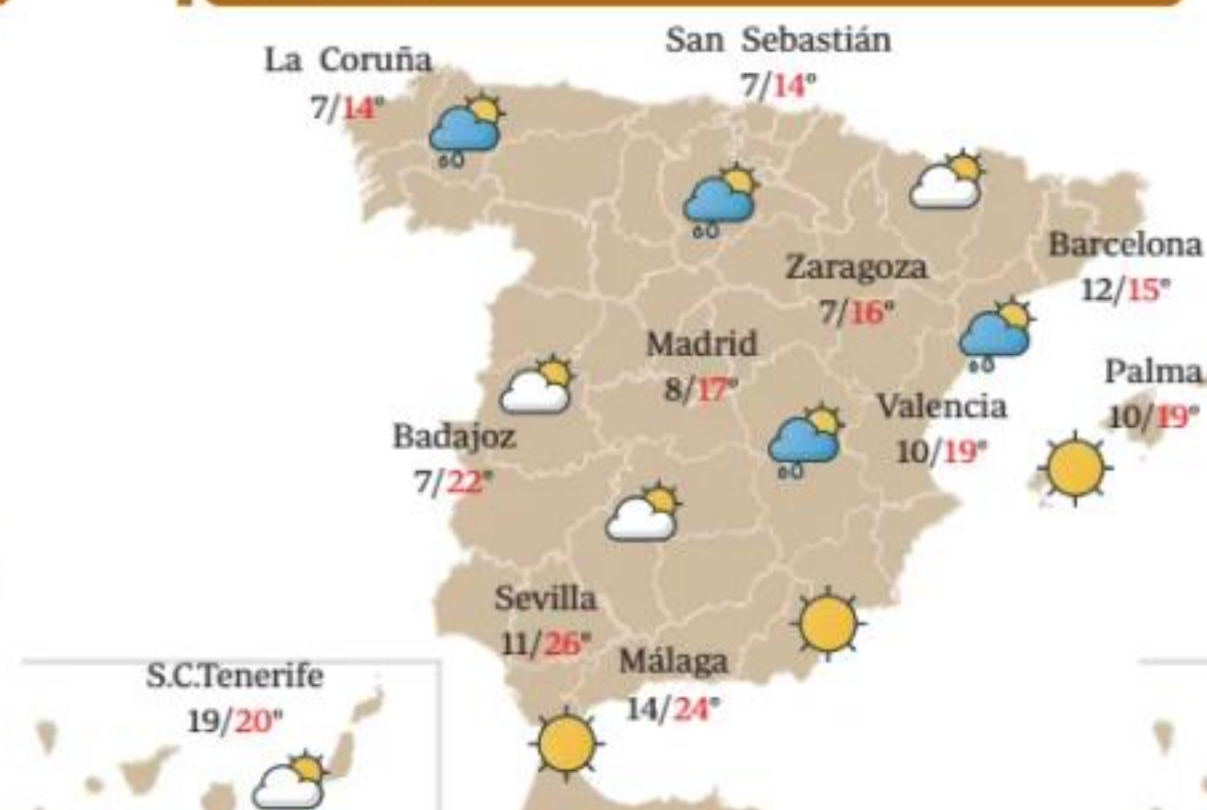 La Coruña
7/14°
San Sebastián
7/14°
Barcelona
12/15°
Zaragoza
7/16°
Madrid
8/17°
Palma
10/19°
Valencia
10/19°
Badajoz
7/22°
Sevilla
11/26°
Málaga
14/24°
S.C.Tenerife
19/20°